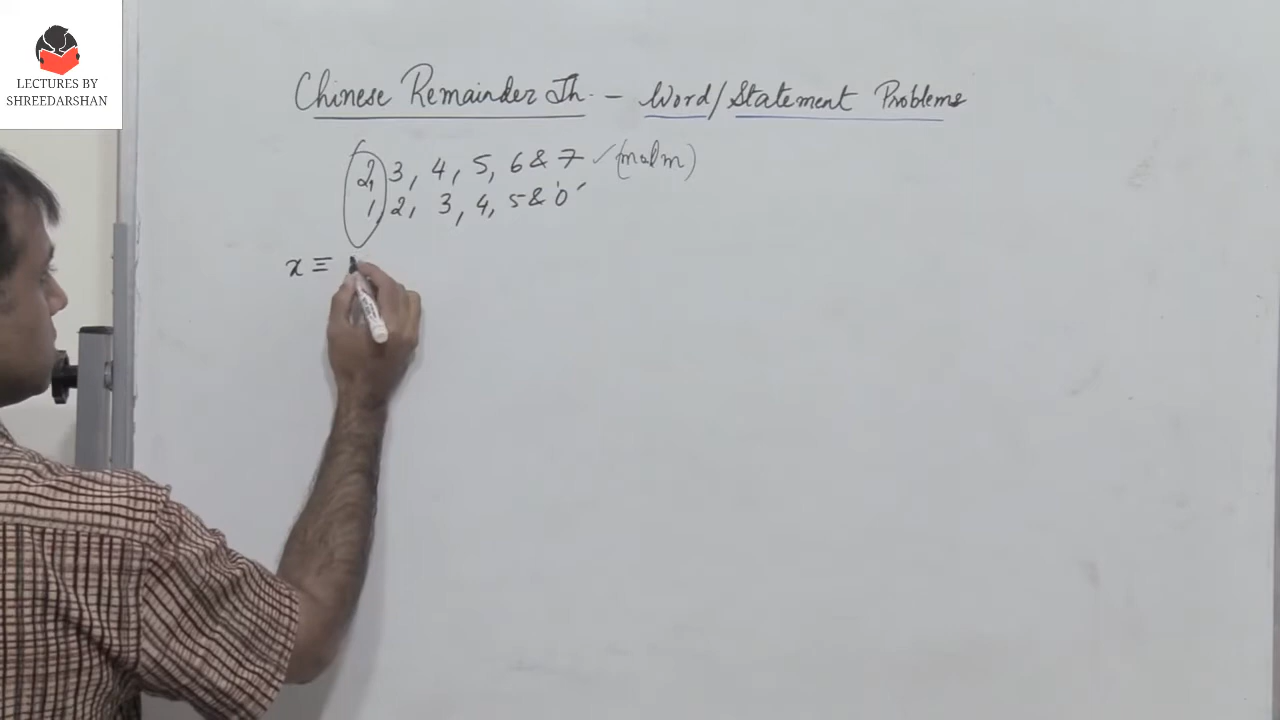 LECTURES BY
SHREEDARSHAN
Chinese Remainder Th. - Word/Statement Problems
2, 3, 4, 5, 6 & 7 ✓ (mod m)
1, 2, 3, 4, 5 & '0'
x ≡